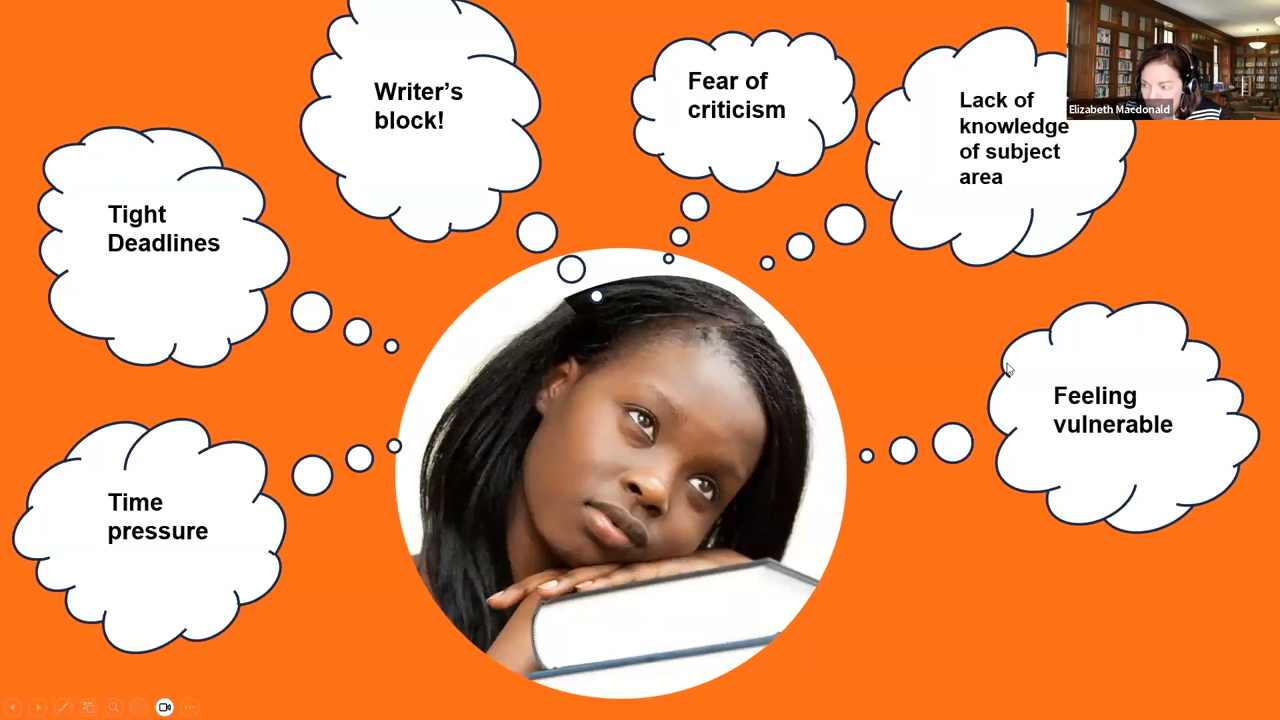 Writer's
block!
Fear of
criticism
Lack of
knowledge
of subject
area
Elizabeth Macdonald
Tight
Deadlines
Feeling
vulnerable
Time
pressure